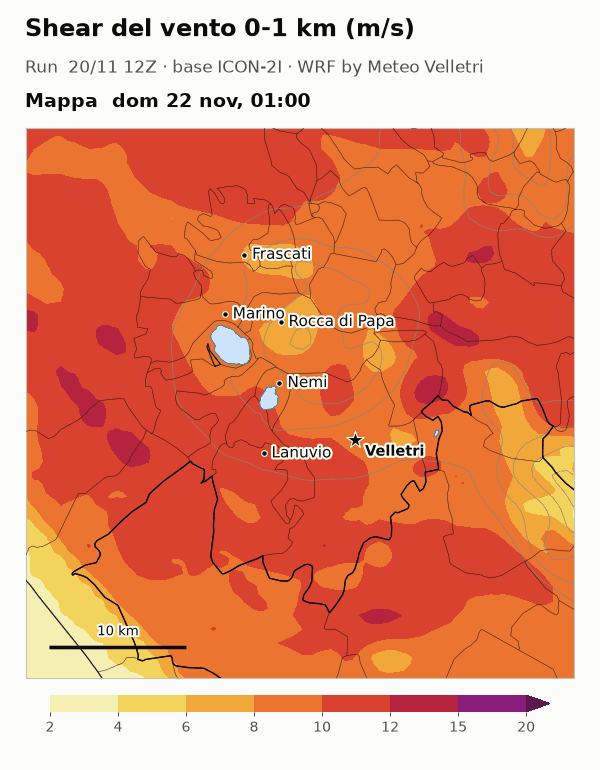 Shear del vento 0-1 km (m/s)
Run  20/11 12Z · base ICON-2I · WRF by Meteo Velletri
Mappa  dom 22 nov, 01:00
Frascati
Marino
Rocca di Papa
Nemi
Velletri
Lanuvio
10 km
2 4 6 8 10 12 15 20